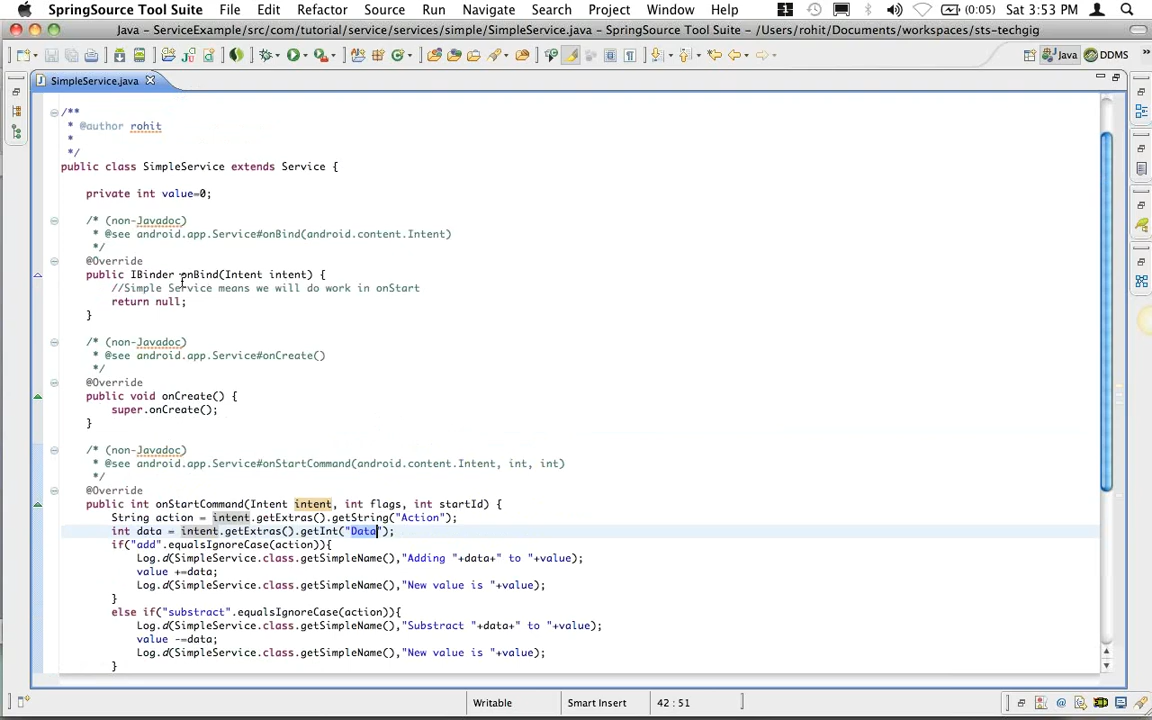 SpringSource Tool Suite File Edit Refactor Source Run Navigate Search Project Window Help (0:05) Sat 3:53 PM
Java - ServiceExample/src/com/tutorial/service/services/simple/SimpleService.java - SpringSource Tool Suite - /Users/rohit/Documents/workspaces/sts-techgig
Java DDMS
SimpleService.java
/**
* @author rohit
*
*/
public class SimpleService extends Service {
private int value=0;
/* (non-Javadoc)
* @see android.app.Service#onBind(android.content.Intent)
*/
@Override
public IBinder onBind(Intent intent) {
//Simple Service means we will do work in onStart
return null;
}
/* (non-Javadoc)
* @see android.app.Service#onCreate()
*/
@Override
public void onCreate() {
super.onCreate();
}
/* (non-Javadoc)
* @see android.app.Service#onStartCommand(android.content.Intent, int, int)
*/
@Override
public int onStartCommand(Intent intent, int flags, int startId) {
String action = intent.getExtras().getString("Action");
int data = intent.getExtras().getInt("Data");
if("add".equalsIgnoreCase(action)){
Log.d(SimpleService.class.getSimpleName(),"Adding "+data+" to "+value);
value +=data;
Log.d(SimpleService.class.getSimpleName(),"New value is "+value);
}
else if("substract".equalsIgnoreCase(action)){
Log.d(SimpleService.class.getSimpleName(),"Substract "+data+" to "+value);
value -=data;
Log.d(SimpleService.class.getSimpleName(),"New value is "+value);
}
Writable Smart Insert 42 : 51